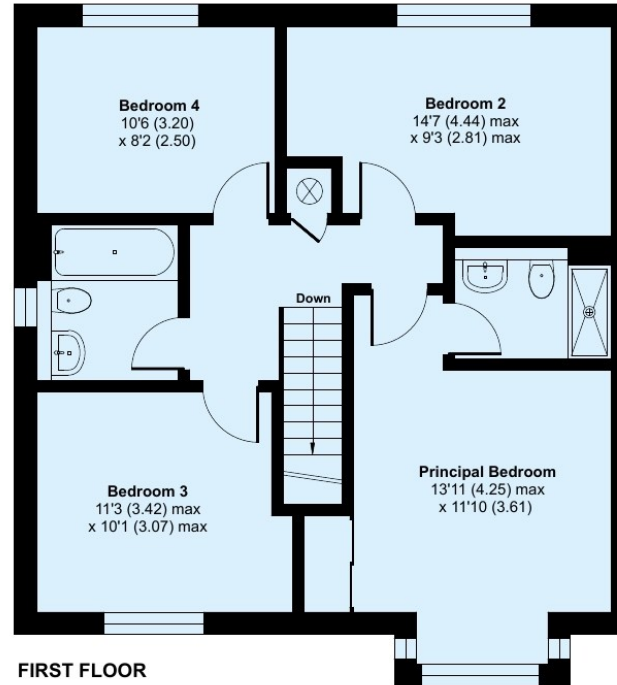 Bedroom 4
10'6 (3.20)
x 8'2 (2.50)
Bedroom 2
14'7 (4.44) max
x 9'3 (2.81) max
Down
Bedroom 3
11'3 (3.42) max
x 10'1 (3.07) max
Principal Bedroom
13'11 (4.25) max
x 11'10 (3.61)
FIRST FLOOR